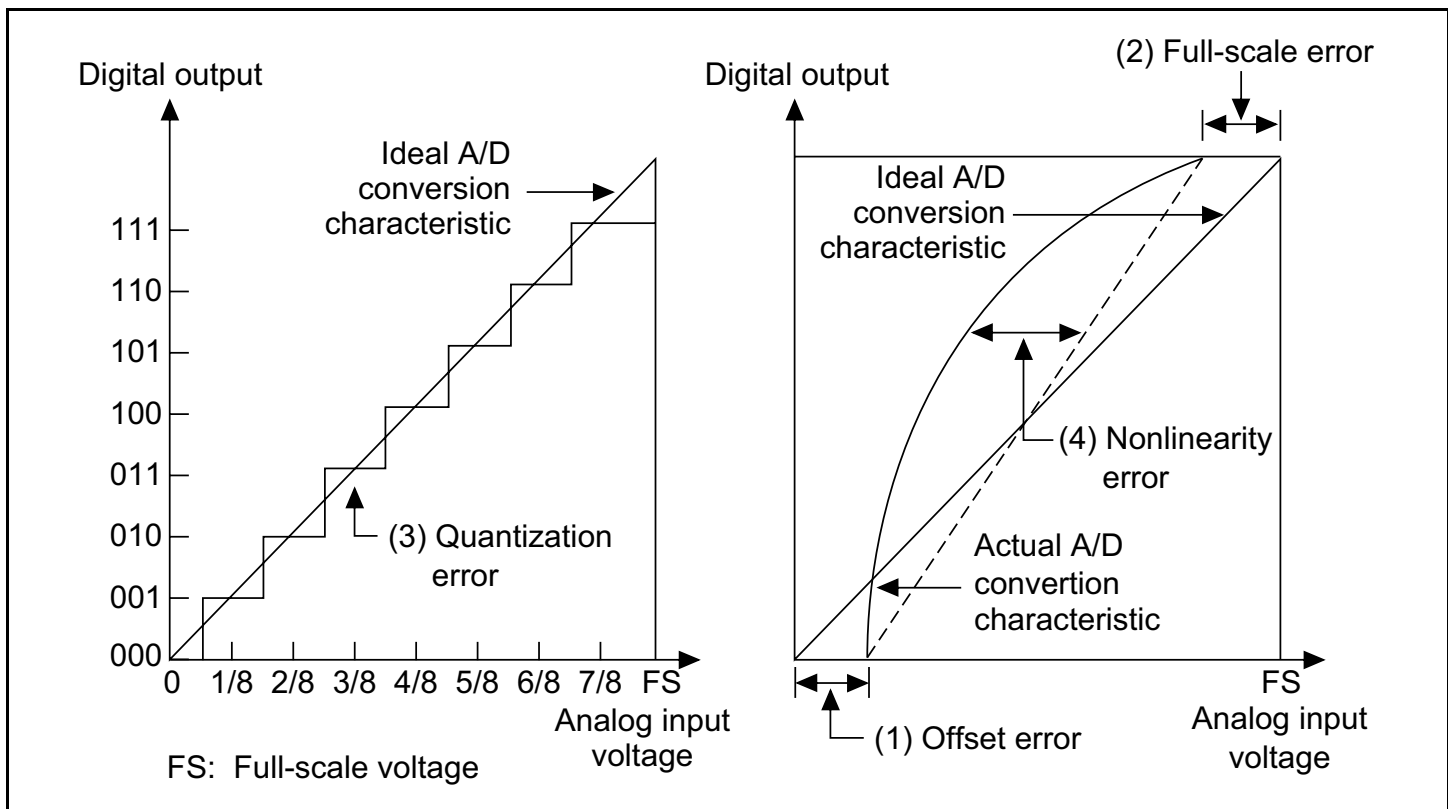 Digital output
Ideal A/D
conversion
characteristic
111
110
101
100
011
010
001
000
(3) Quantization
error
0 1/8 2/8 3/8 4/8 5/8 6/8 7/8 FS
Analog input
voltage
FS: Full-scale voltage
(2) Full-scale error
Digital output
Ideal A/D
conversion
characteristic
(4) Nonlinearity
error
Actual A/D
convertion
characteristic
FS
Analog input
voltage
(1) Offset error